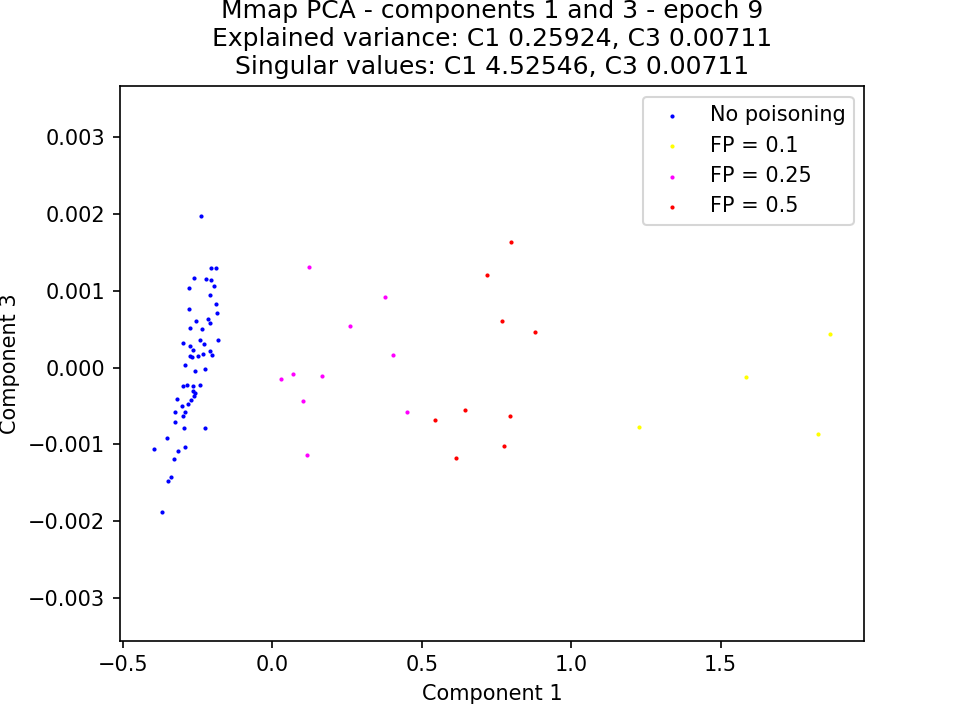 Mmap PCA - components 1 and 3 - epoch 9
Explained variance: C1 0.25924, C3 0.00711
Singular values: C1 4.52546, C3 0.00711
No poisoning
FP = 0.1
FP = 0.25
FP = 0.5
0.003
0.002
0.001
0.000
−0.001
−0.002
−0.003
Component 3
−0.5
0.0
0.5
1.0
1.5
Component 1